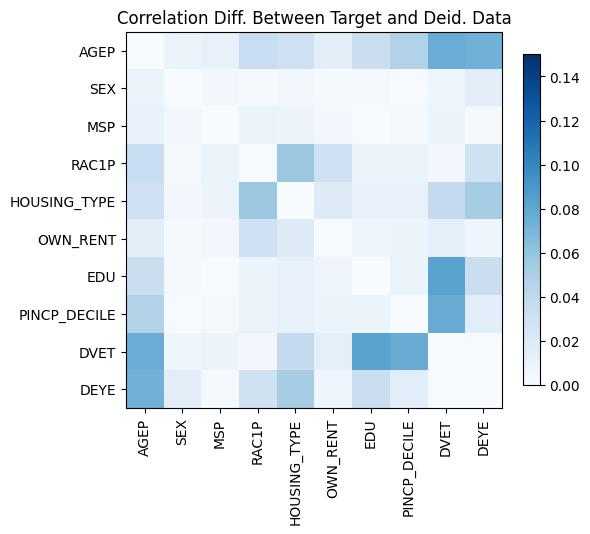 Correlation Diff. Between Target and Deid. Data
AGEP
SEX
MSP
RAC1P
HOUSING_TYPE
OWN_RENT
EDU
PINCP_DECILE
DVET
DEYE
AGEP
SEX
MSP
RAC1P
HOUSING_TYPE
OWN_RENT
EDU
PINCP_DECILE
DVET
DEYE
0.14
0.12
0.10
0.08
0.06
0.04
0.02
0.00